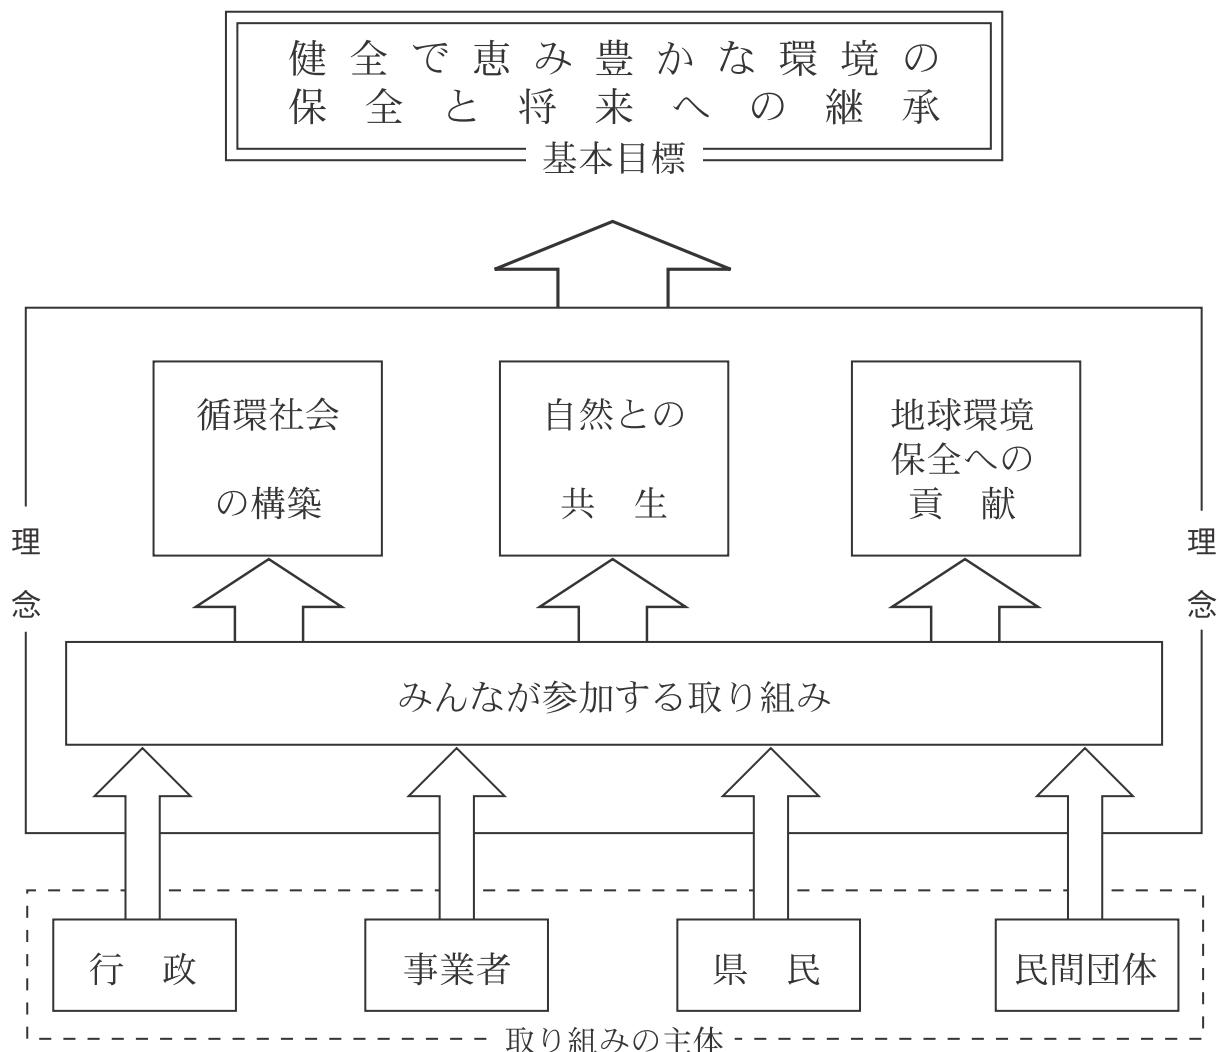 健全で恵み豊かな環境の
保全と将来への継承
基本目標
循環社会
の構築
自然との
共生
地球環境
保全への
貢献
理念
理念
みんなが参加する取り組み
行政
事業者
県民
民間団体
取り組みの主体